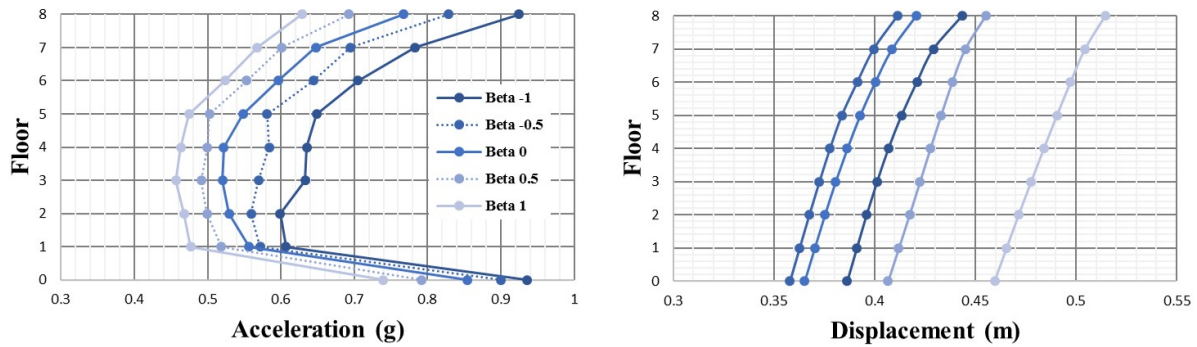 8
7
6
5
4
3
2
1
0
Floor
0.3 0.4 0.5 0.6 0.7 0.8 0.9 1
Acceleration (g)
Beta -1
Beta -0.5
Beta 0
Beta 0.5
Beta 1
8
7
6
5
4
3
2
1
0
Floor
0.3 0.35 0.4 0.45 0.5 0.55
Displacement (m)